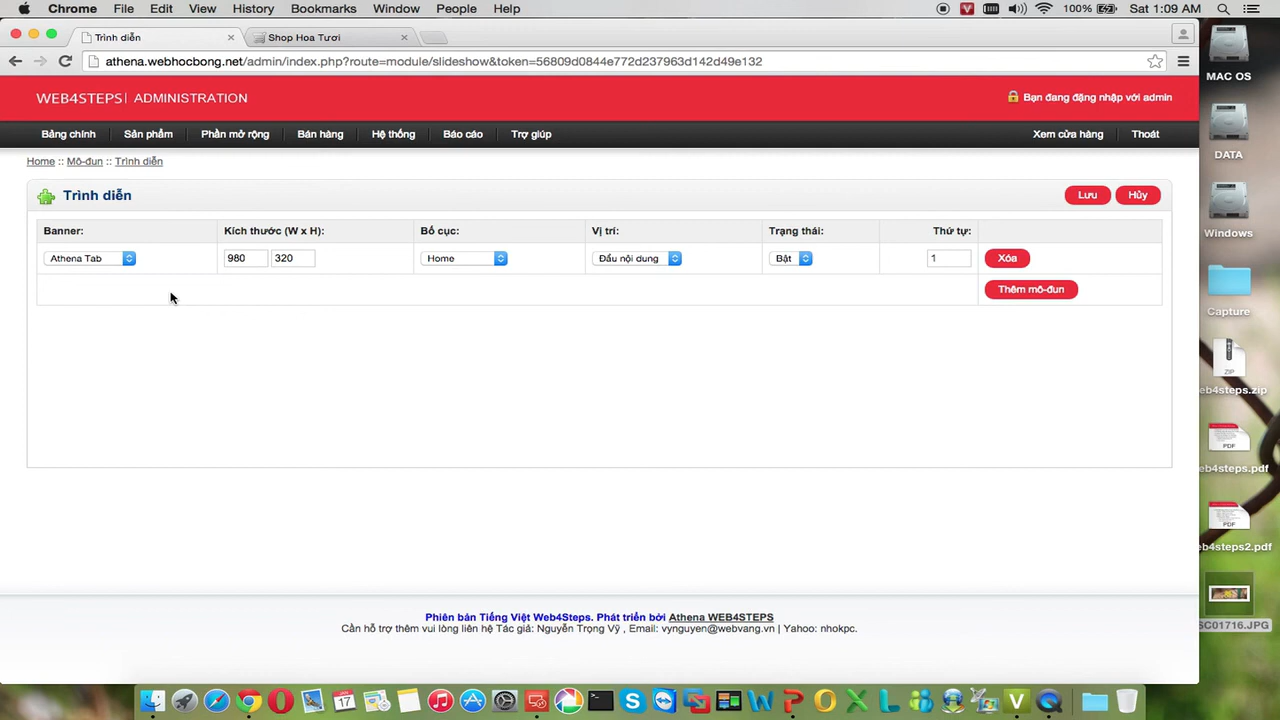 Chrome File Edit View History Bookmarks Window People Help 100% Sat 1:09 AM
Trình diễn Shop Hoa Tươi
athena.webhocbong.net/admin/index.php?route=module/slideshow&token=56809d0844e772d237963d142d49e132
WEB4STEPS| ADMINISTRATION Bạn đang đặng nhập với admin
Bảng chính Sản phẩm Phần mở rộng Bán hàng Hệ thống Báo cáo Trợ giúp Xem cửa hàng Thoát
Home :: Mô-đun :: Trình diễn
Trình diễn Lưu Hủy
Banner: Kích thước (W x H): Bố cục: Vị trí: Trạng thái: Thứ tự:
Athena Tab 980 320 Home Đầu nội dung Bật 1 Xóa
Thêm mô-đun
Phiên bản Tiếng Việt Web4Steps. Phát triển bởi Athena WEB4STEPS
Cần hỗ trợ thêm vui lòng liên hệ Tác giả: Nguyễn Trọng Vỹ , Email: vynguyen@webvang.vn | Yahoo: nhokpc.
MAC OS
DATA
Windows
Capture
ZIP
eb4steps.zip
PDF
eb4steps.pdf
PDF
eb4steps2.pdf
SC01716.JPG
17